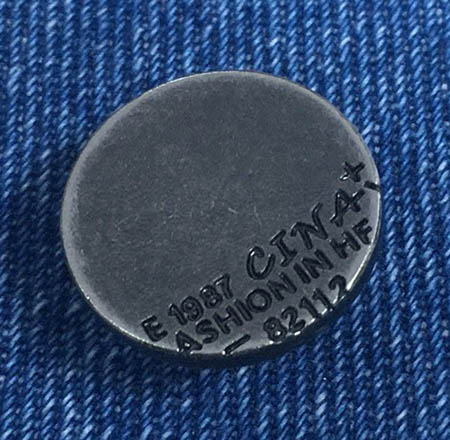 E 1987 CINA+
ASHION IN HF
— 82112